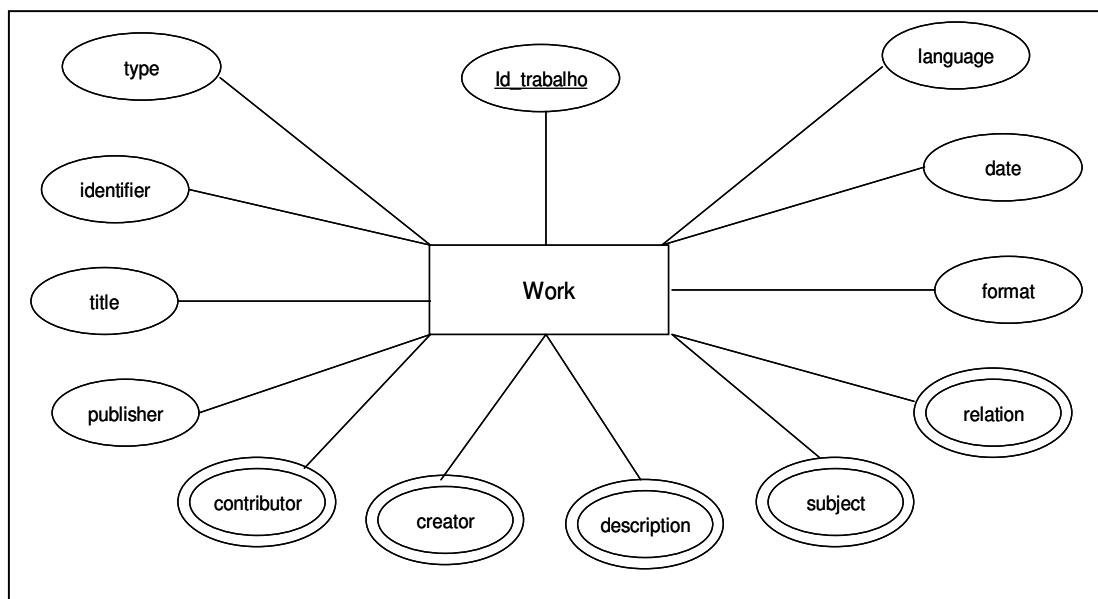 type
Id_trabalho
language
identifier
date
title
Work
format
publisher
relation
contributor
creator
description
subject